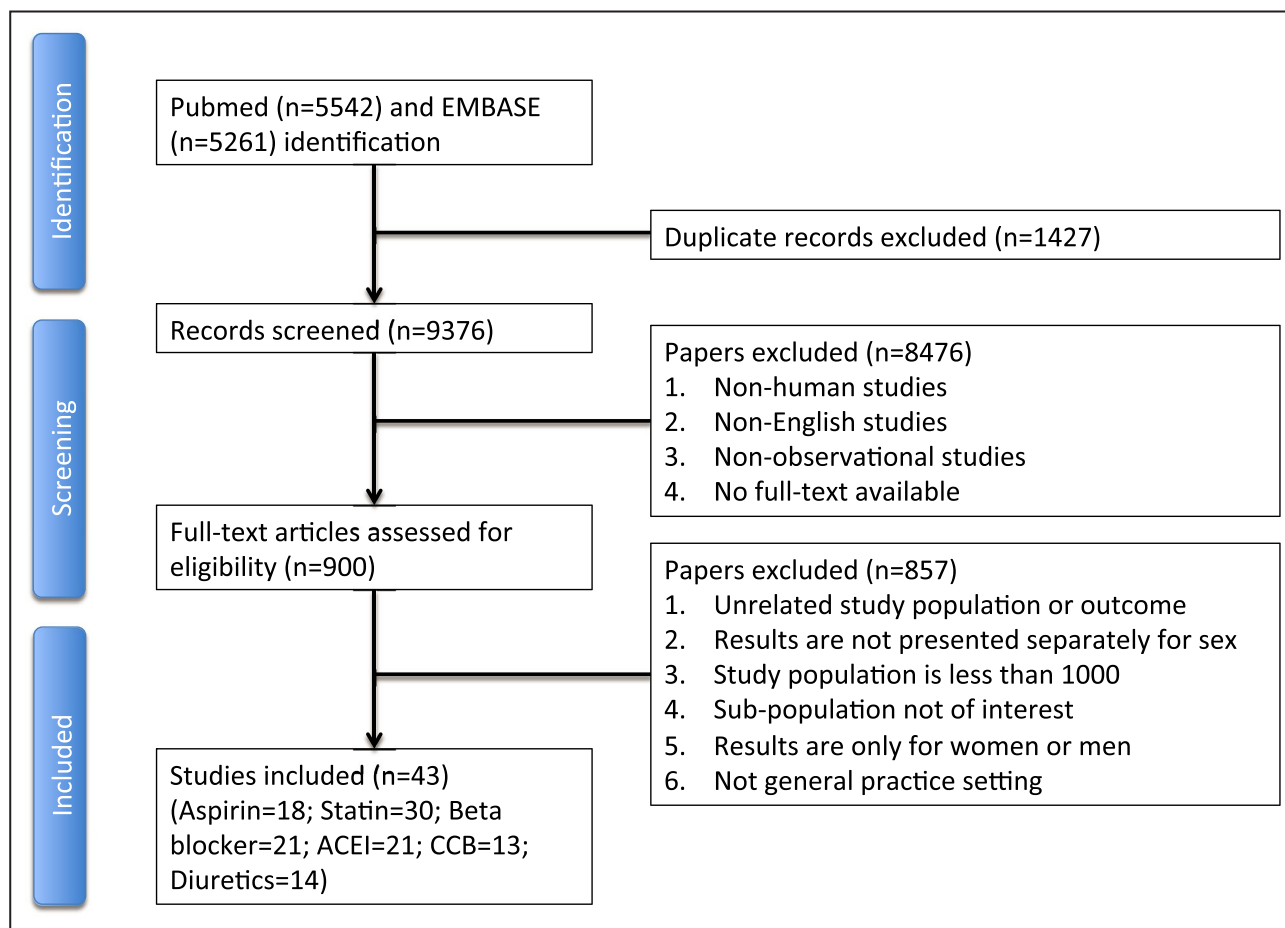 Identification
Pubmed (n=5542) and EMBASE
(n=5261) identification
Duplicate records excluded (n=1427)
Screening
Records screened (n=9376)
Papers excluded (n=8476)
1. Non-human studies
2. Non-English studies
3. Non-observational studies
4. No full-text available
Full-text articles assessed for
eligibility (n=900)
Papers excluded (n=857)
1. Unrelated study population or outcome
2. Results are not presented separately for sex
3. Study population is less than 1000
4. Sub-population not of interest
5. Results are only for women or men
6. Not general practice setting
Included
Studies included (n=43)
(Aspirin=18; Statin=30; Beta
blocker=21; ACEI=21; CCB=13;
Diuretics=14)